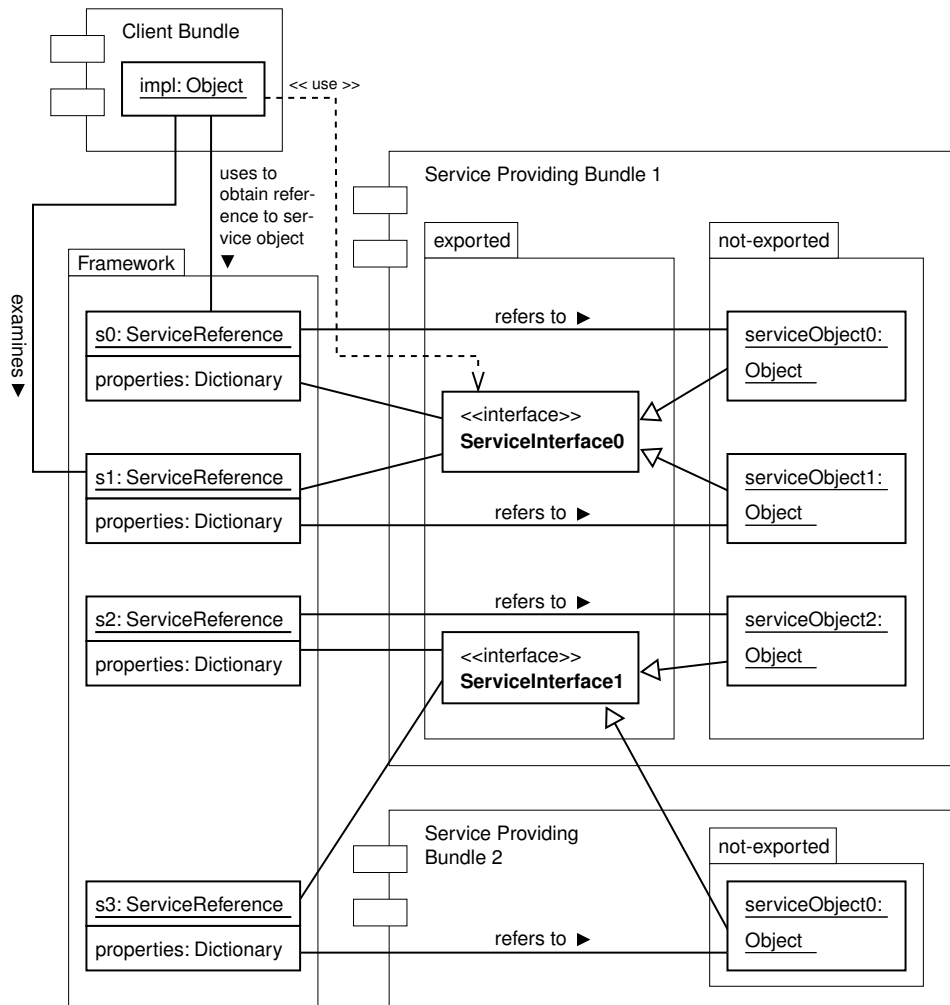 Client Bundle
impl: Object
<< use >>
uses to
obtain refer-
ence to ser-
vice object
▼
examines ▼
Service Providing Bundle 1
exported
not-exported
Framework
s0: ServiceReference
properties: Dictionary
refers to ▶
serviceObject0:
Object
<<interface>>
ServiceInterface0
s1: ServiceReference
properties: Dictionary
refers to ▶
serviceObject1:
Object
s2: ServiceReference
properties: Dictionary
refers to ▶
serviceObject2:
Object
<<interface>>
ServiceInterface1
Service Providing
Bundle 2
not-exported
s3: ServiceReference
properties: Dictionary
refers to ▶
serviceObject0:
Object